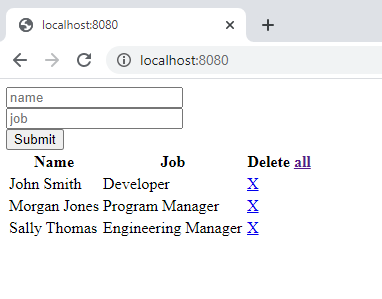 localhost:8080
localhost:8080
name
job
Submit
Name Job Delete all
John Smith Developer X
Morgan Jones Program Manager X
Sally Thomas Engineering Manager X